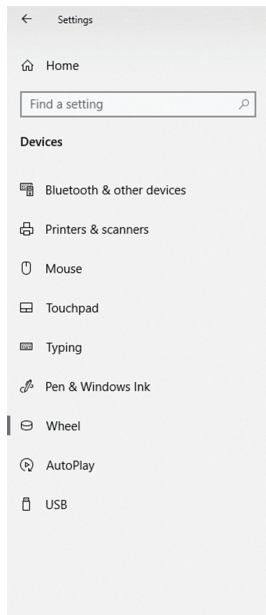 Settings
Home
Find a setting
Devices
Bluetooth & other devices
Printers & scanners
Mouse
Touchpad
Typing
Pen & Windows Ink
Wheel
AutoPlay
USB